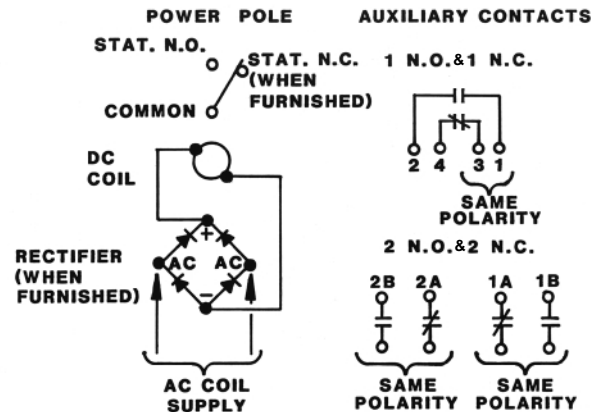 POWER POLE
STAT. N.O.
STAT. N.C.
(WHEN
FURNISHED)
COMMON
DC
COIL
+
AC AC
−
RECTIFIER
(WHEN
FURNISHED)
AC COIL
SUPPLY
AUXILIARY CONTACTS
1 N.O.&1 N.C.
2 4 3 1
SAME
POLARITY
2 N.O.&2 N.C.
2B 2A 1A 1B
SAME SAME
POLARITY POLARITY